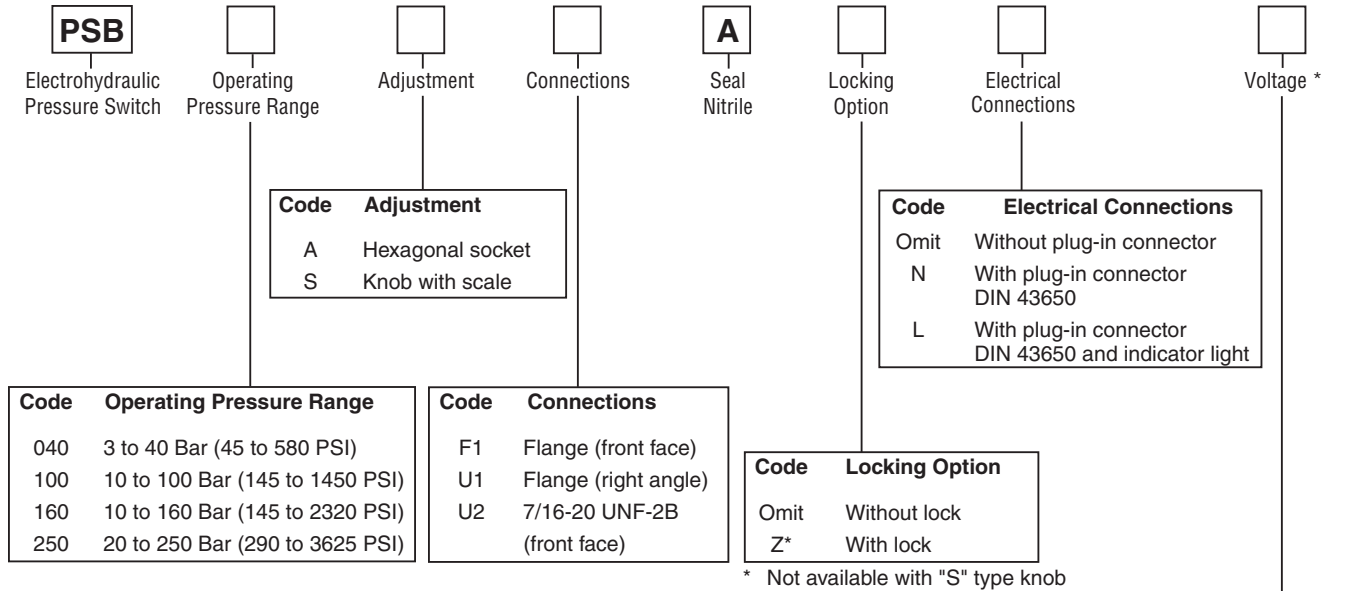 PSB
A
Electrohydraulic
Pressure Switch
Operating
Pressure Range
Adjustment
Connections
Seal
Nitrile
Locking
Option
Electrical
Connections
Voltage *
Code Adjustment
A Hexagonal socket
S Knob with scale
Code Electrical Connections
Omit Without plug-in connector
N With plug-in connector
DIN 43650
L With plug-in connector
DIN 43650 and indicator light
Code Operating Pressure Range
040 3 to 40 Bar (45 to 580 PSI)
100 10 to 100 Bar (145 to 1450 PSI)
160 10 to 160 Bar (145 to 2320 PSI)
250 20 to 250 Bar (290 to 3625 PSI)
Code Connections
F1 Flange (front face)
U1 Flange (right angle)
U2 7/16-20 UNF-2B
(front face)
Code Locking Option
Omit Without lock
Z* With lock
* Not available with "S" type knob